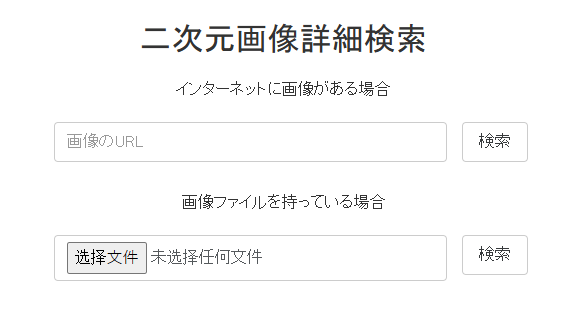 二次元画像詳細検索
インターネットに画像がある場合
画像のURL 検索
画像ファイルを持っている場合
选择文件 未选择任何文件 検索